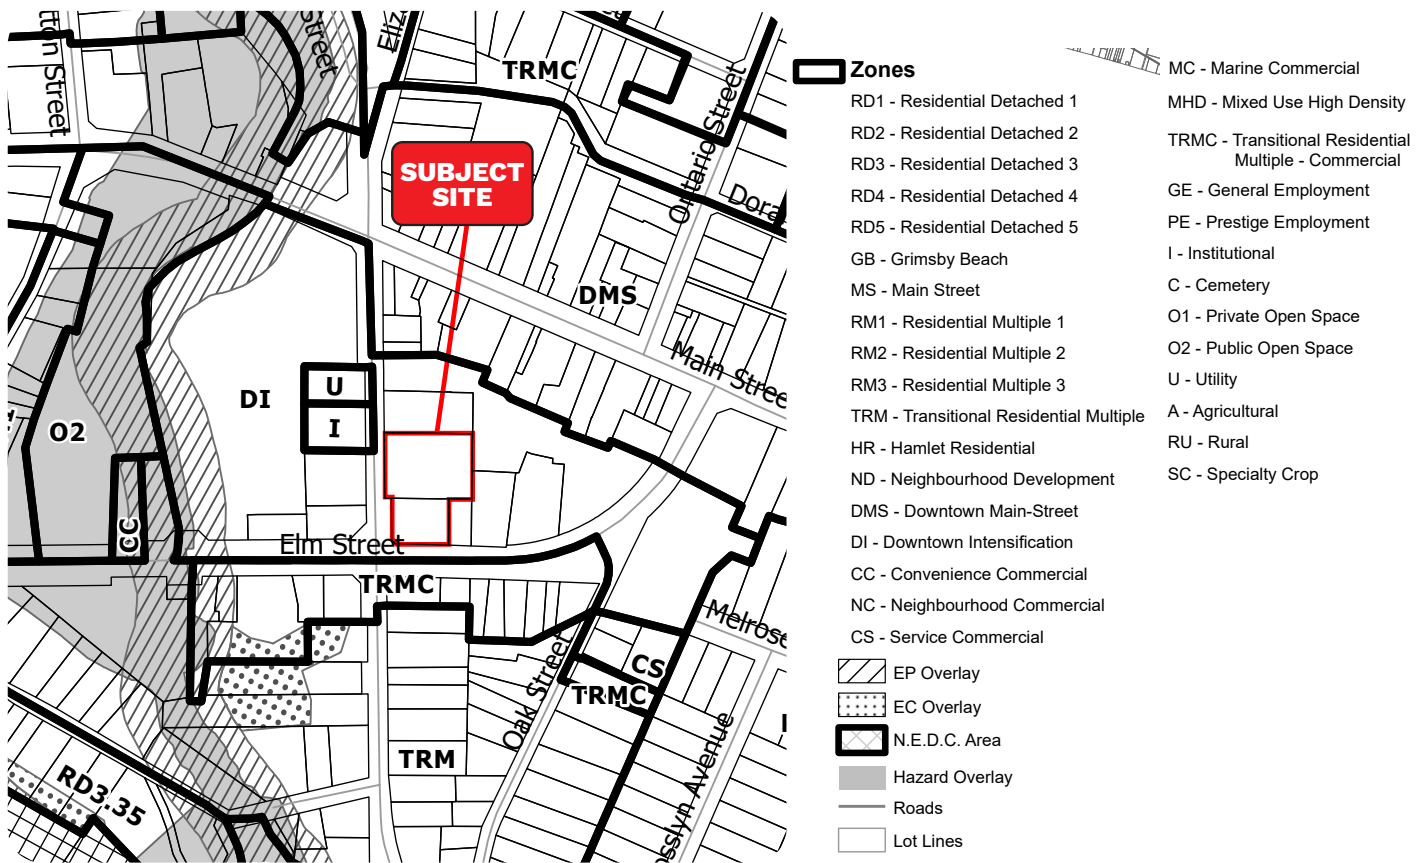 Street
TRMC
Ontario Street
SUBJECT
SITE
DMS
Main Stree
DI
U
I
O2
CC
Elm Street
TRMC
Melrose
CS
TRMC
Oak Street
TRM
RD3.35
Avenue
Zones
RD1 - Residential Detached 1
RD2 - Residential Detached 2
RD3 - Residential Detached 3
RD4 - Residential Detached 4
RD5 - Residential Detached 5
GB - Grimsby Beach
MS - Main Street
RM1 - Residential Multiple 1
RM2 - Residential Multiple 2
RM3 - Residential Multiple 3
TRM - Transitional Residential Multiple
HR - Hamlet Residential
ND - Neighbourhood Development
DMS - Downtown Main-Street
DI - Downtown Intensification
CC - Convenience Commercial
NC - Neighbourhood Commercial
CS - Service Commercial
EP Overlay
EC Overlay
N.E.D.C. Area
Hazard Overlay
Roads
Lot Lines
MC - Marine Commercial
MHD - Mixed Use High Density
TRMC - Transitional Residential
Multiple - Commercial
GE - General Employment
PE - Prestige Employment
I - Institutional
C - Cemetery
O1 - Private Open Space
O2 - Public Open Space
U - Utility
A - Agricultural
RU - Rural
SC - Specialty Crop